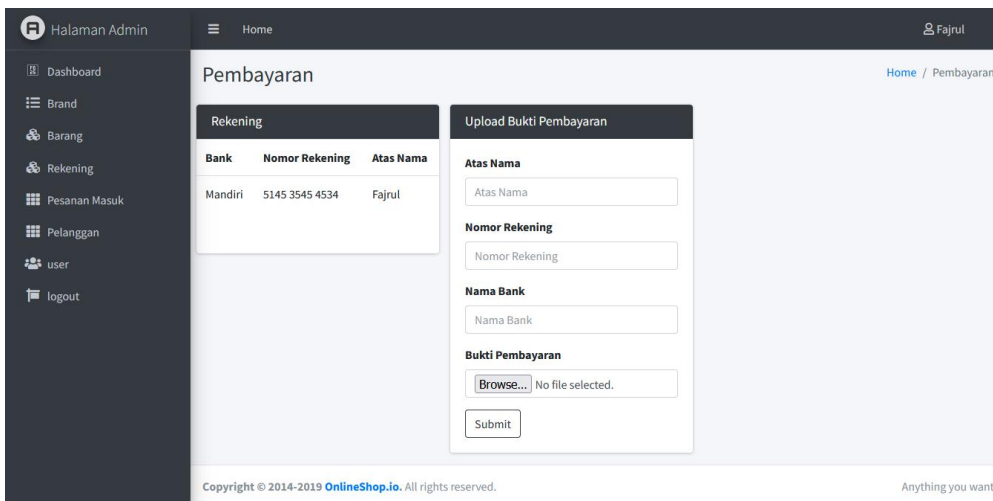 Halaman Admin
Home
Fajrul
Dashboard
Brand
Barang
Rekening
Pesanan Masuk
Pelanggan
user
logout
Pembayaran
Home / Pembayaran
Rekening
Bank Nomor Rekening Atas Nama
Mandiri 5145 3545 4534 Fajrul
Upload Bukti Pembayaran
Atas Nama
Atas Nama
Nomor Rekening
Nomor Rekening
Nama Bank
Nama Bank
Bukti Pembayaran
Browse... No file selected.
Submit
Copyright © 2014-2019 OnlineShop.io. All rights reserved.
Anything you want